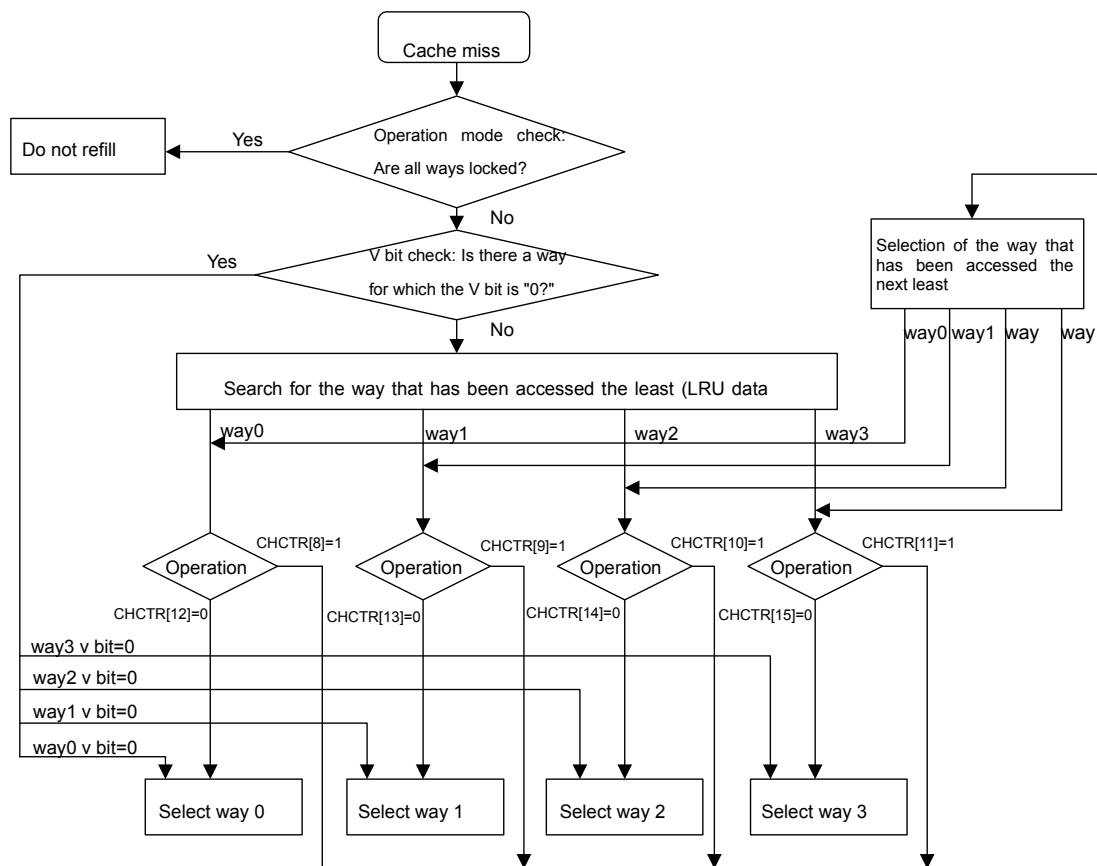 Cache miss
Operation mode check:
Are all ways locked?
Yes
Do not refill
No
V bit check: Is there a way
for which the V bit is "0?"
Yes
No
Selection of the way that
has been accessed the
next least
way0
way1
way
way
Search for the way that has been accessed the least (LRU data
way0
way1
way2
way3
CHCTR[8]=1
CHCTR[9]=1
CHCTR[10]=1
CHCTR[11]=1
Operation
Operation
Operation
Operation
CHCTR[12]=0
CHCTR[13]=0
CHCTR[14]=0
CHCTR[15]=0
way3 v bit=0
way2 v bit=0
way1 v bit=0
way0 v bit=0
Select way 0
Select way 1
Select way 2
Select way 3